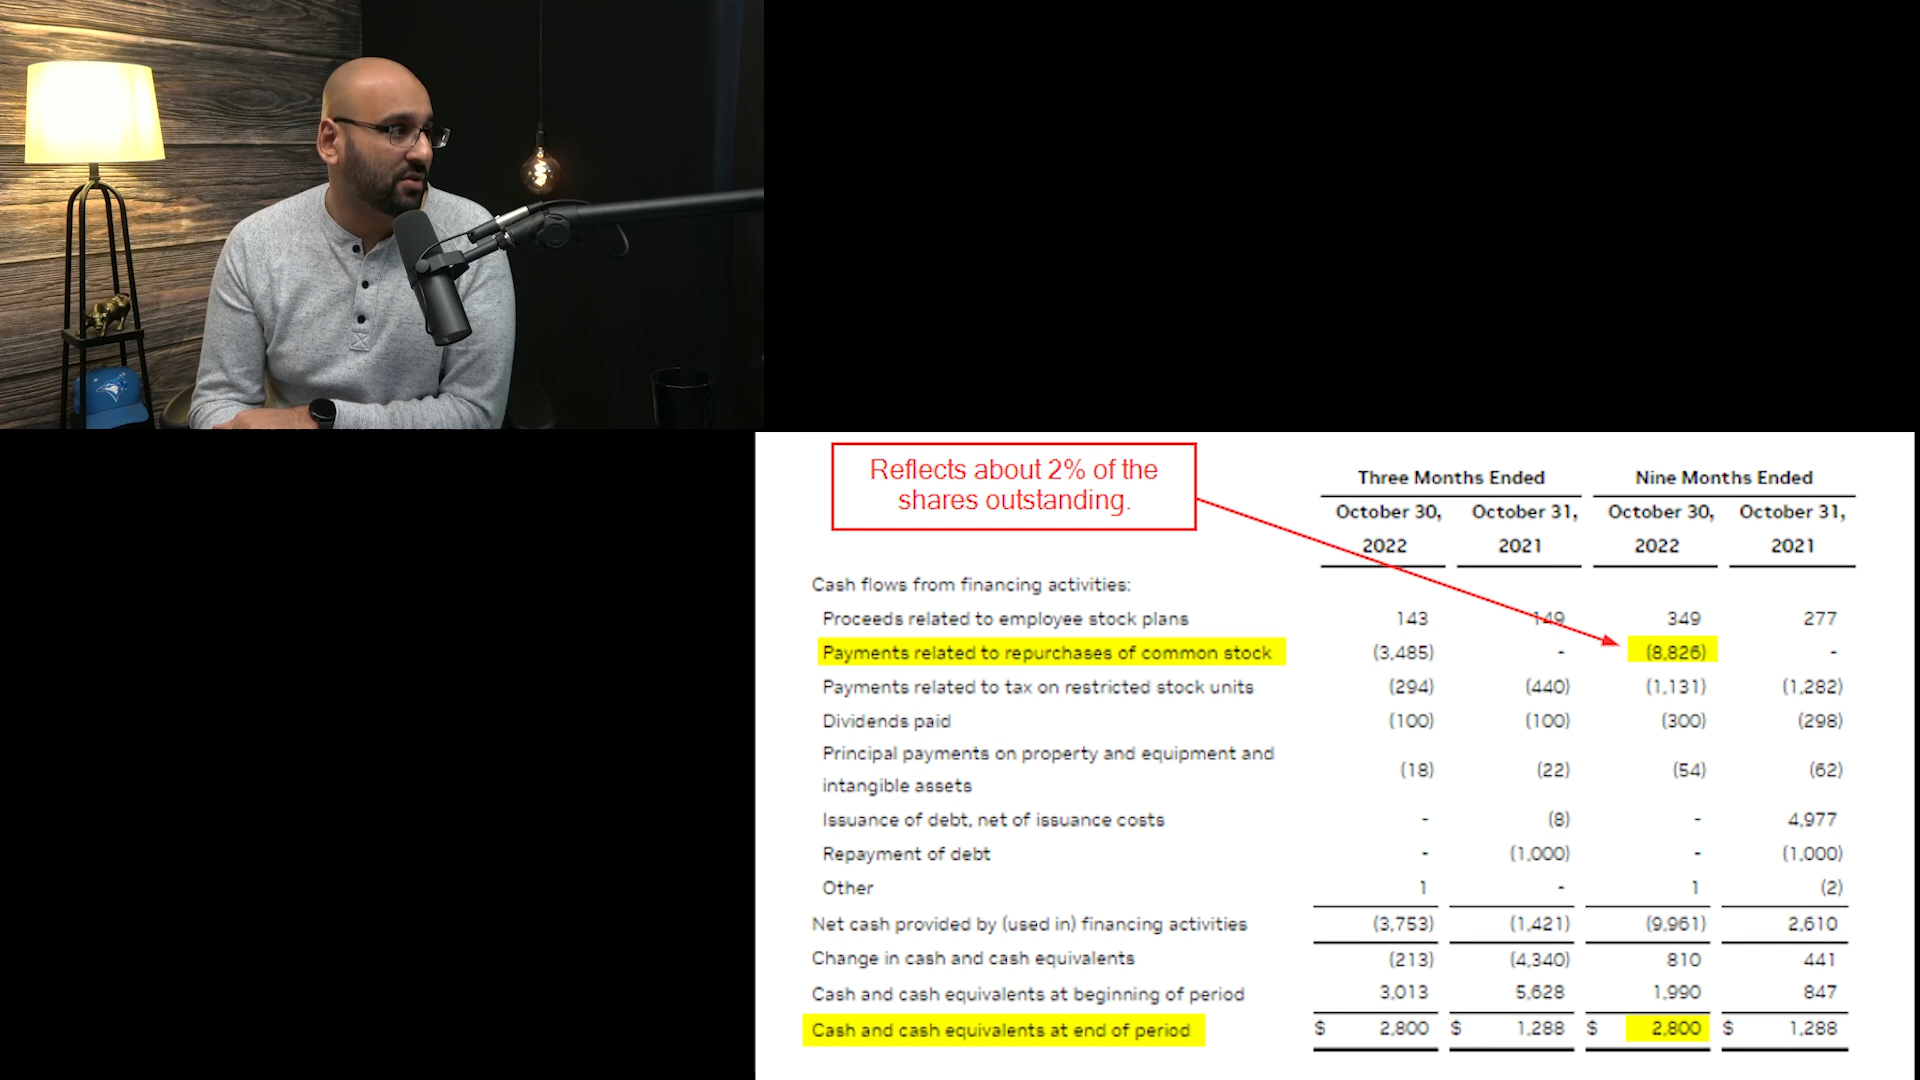 Reflects about 2% of the
shares outstanding.
Three Months Ended Nine Months Ended
October 30, October 31, October 30, October 31,
2022 2021 2022 2021
Cash flows from financing activities:
Proceeds related to employee stock plans 143 149 349 277
Payments related to repurchases of common stock (3,485) - (8,826) -
Payments related to tax on restricted stock units (294) (440) (1,131) (1,282)
Dividends paid (100) (100) (300) (298)
Principal payments on property and equipment and
intangible assets (18) (22) (54) (62)
Issuance of debt, net of issuance costs - (8) - 4,977
Repayment of debt - (1,000) - (1,000)
Other 1 - 1 (2)
Net cash provided by (used in) financing activities (3,753) (1,421) (9,961) 2,610
Change in cash and cash equivalents (213) (4,340) 810 441
Cash and cash equivalents at beginning of period 3,013 5,628 1,990 847
Cash and cash equivalents at end of period $ 2,800 $ 1,288 $ 2,800 $ 1,288